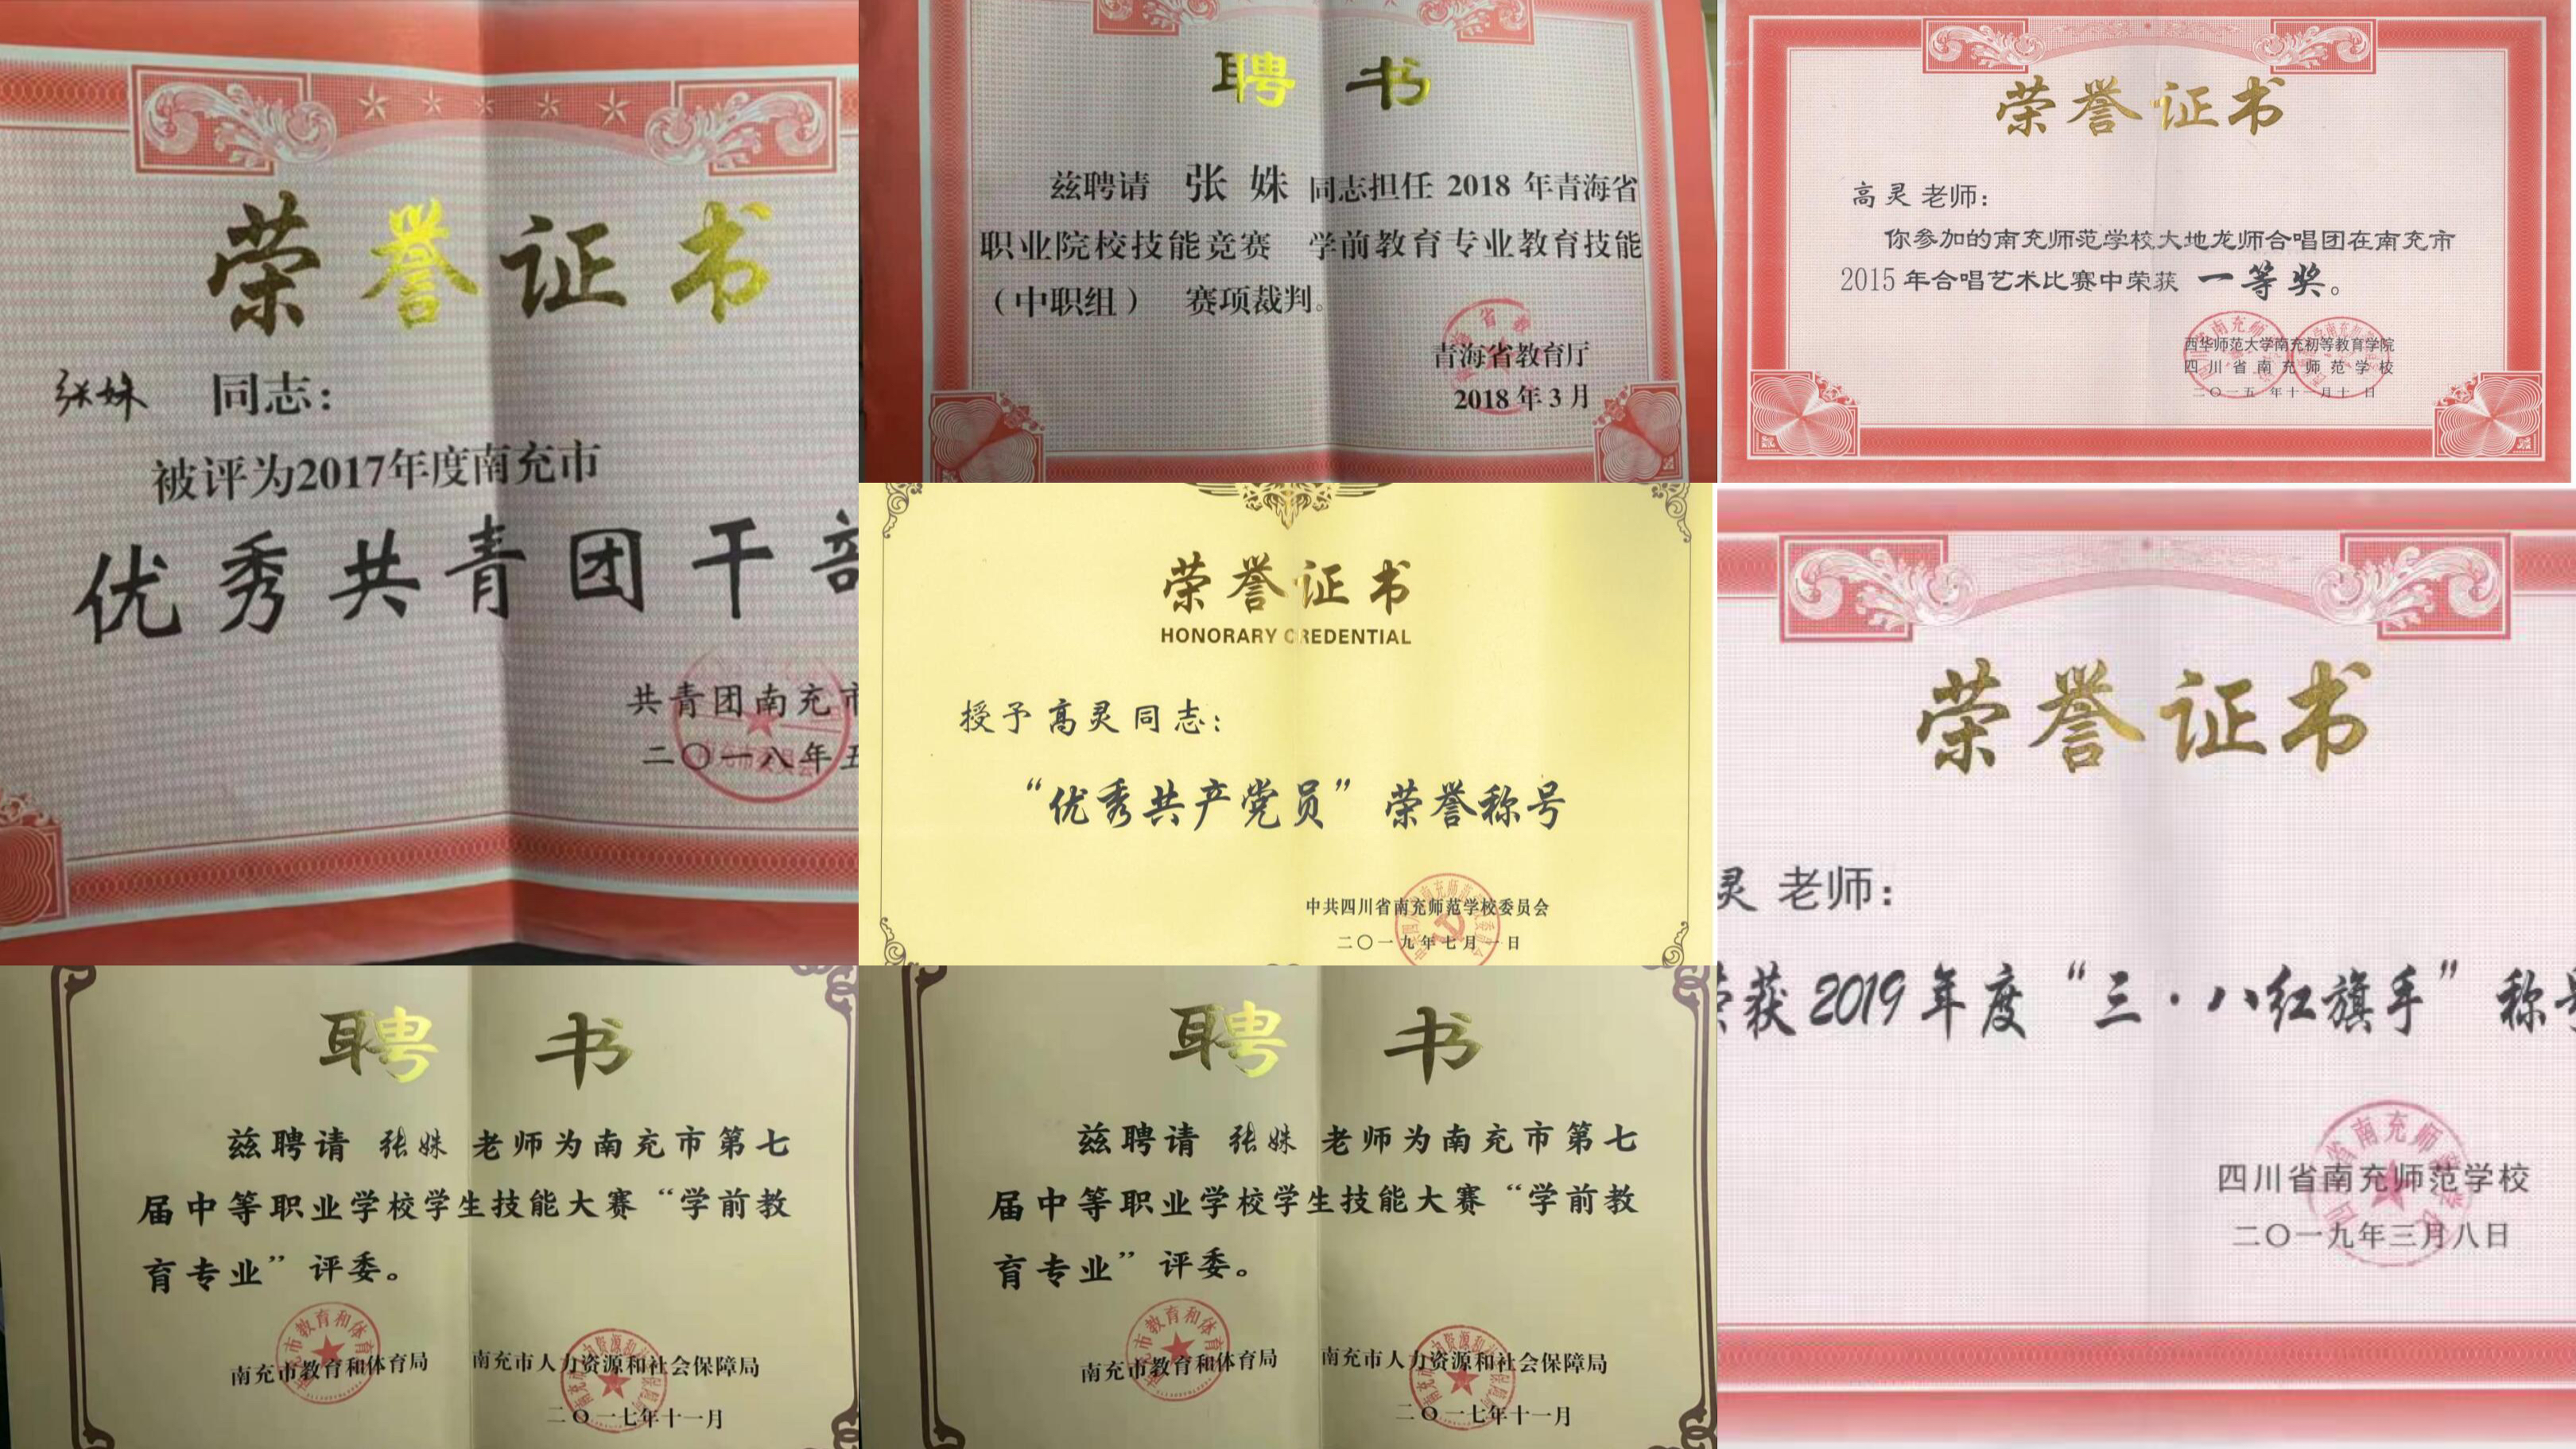 荣誉证书
张姝 同志：
被评为2017年度南充市
优秀共青团干部
共青团南充市
二〇一八年五
聘 书
兹聘请 张姝 同志担任 2018 年青海省
职业院校技能竞赛 学前教育专业教育技能
（中职组） 赛项裁判。
青海省教育厅
2018 年 3 月
荣誉证书
高灵 老师：
你参加的南充师范学校大地龙师合唱团在南充市
2015 年合唱艺术比赛中荣获 一等奖。
西华师范大学南充初等教育学院
四川省南充师范学校
二〇一五年十一月十一日
荣誉证书
HONORARY CREDENTIAL
授予高灵同志：
“优秀共产党员”荣誉称号
中共四川省南充师范学校委员会
二〇一九年七月一日
荣誉证书
灵 老师：
荣获2019年度“三·八红旗手”称号
四川省南充师范学校
二〇一九年三月八日
聘 书
兹聘请 张姝 老师为南充市第七
届中等职业学校学生技能大赛“学前教
育专业”评委。
南充市教育和体育局 南充市人力资源和社会保障局
二〇一七年十一月
聘 书
兹聘请 张姝 老师为南充市第七
届中等职业学校学生技能大赛“学前教
育专业”评委。
南充市教育和体育局 南充市人力资源和社会保障局
二〇一七年十一月